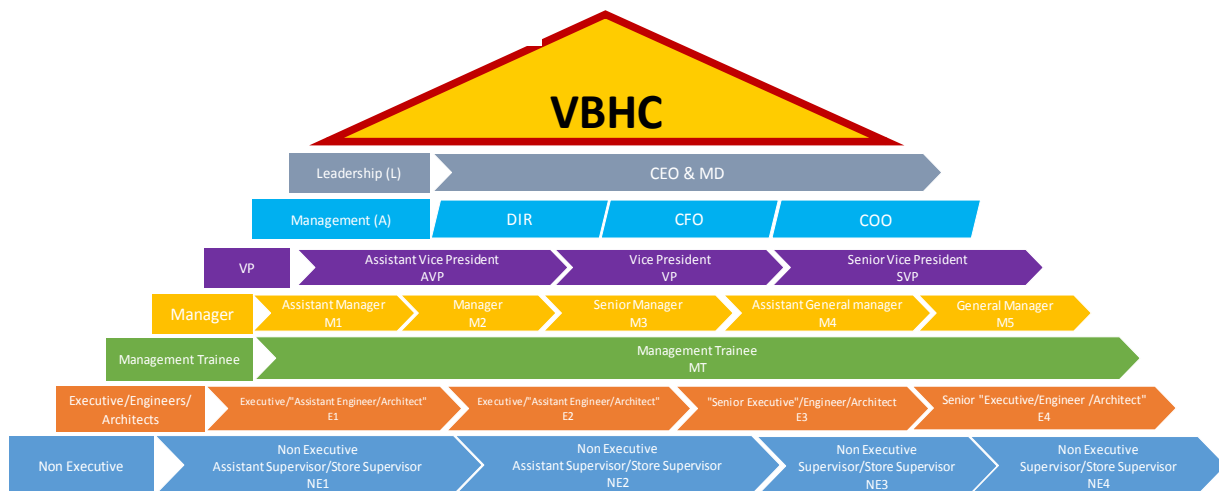 VBHC
Leadership (L)
CEO & MD
Management (A)
DIR
CFO
COO
VP
Assistant Vice President
AVP
Vice President
VP
Senior Vice President
SVP
Manager
Assistant Manager
M1
Manager
M2
Senior Manager
M3
Assistant General manager
M4
General Manager
M5
Management Trainee
Management Trainee
MT
Executive/Engineers/
Architects
Executive/"Assistant Engineer/Architect"
E1
Executive/"Assitant Engineer/Architect"
E2
"Senior Executive"/Engineer/Architect
E3
Senior "Executive/Engineer /Architect"
E4
Non Executive
Non Executive
Assistant Supervisor/Store Supervisor
NE1
Non Executive
Assistant Supervisor/Store Supervisor
NE2
Non Executive
Supervisor/Store Supervisor
NE3
Non Executive
Supervisor/Store Supervisor
NE4